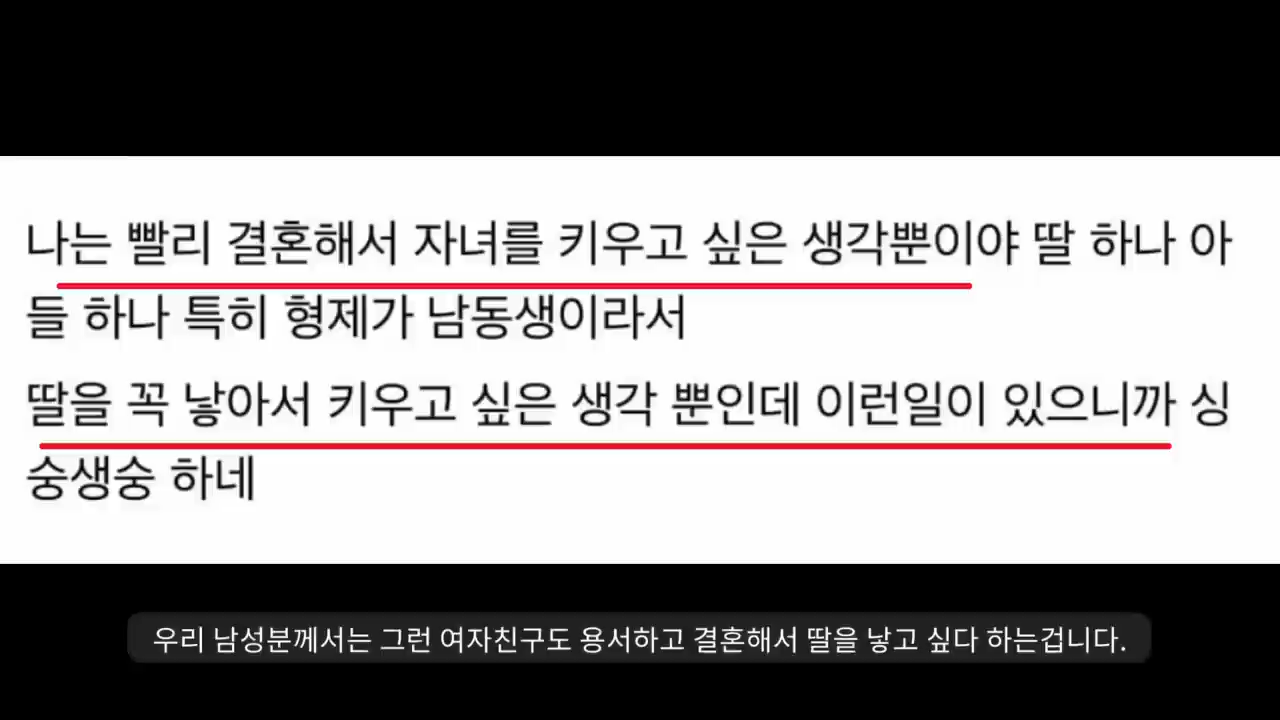 나는 빨리 결혼해서 자녀를 키우고 싶은 생각뿐이야 딸 하나 아
들 하나 특히 형제가 남동생이라서
딸을 꼭 낳아서 키우고 싶은 생각 뿐인데 이런일이 있으니까 싱
숭생숭 하네
우리 남성분께서는 그런 여자친구도 용서하고 결혼해서 딸을 낳고 싶다 하는겁니다.